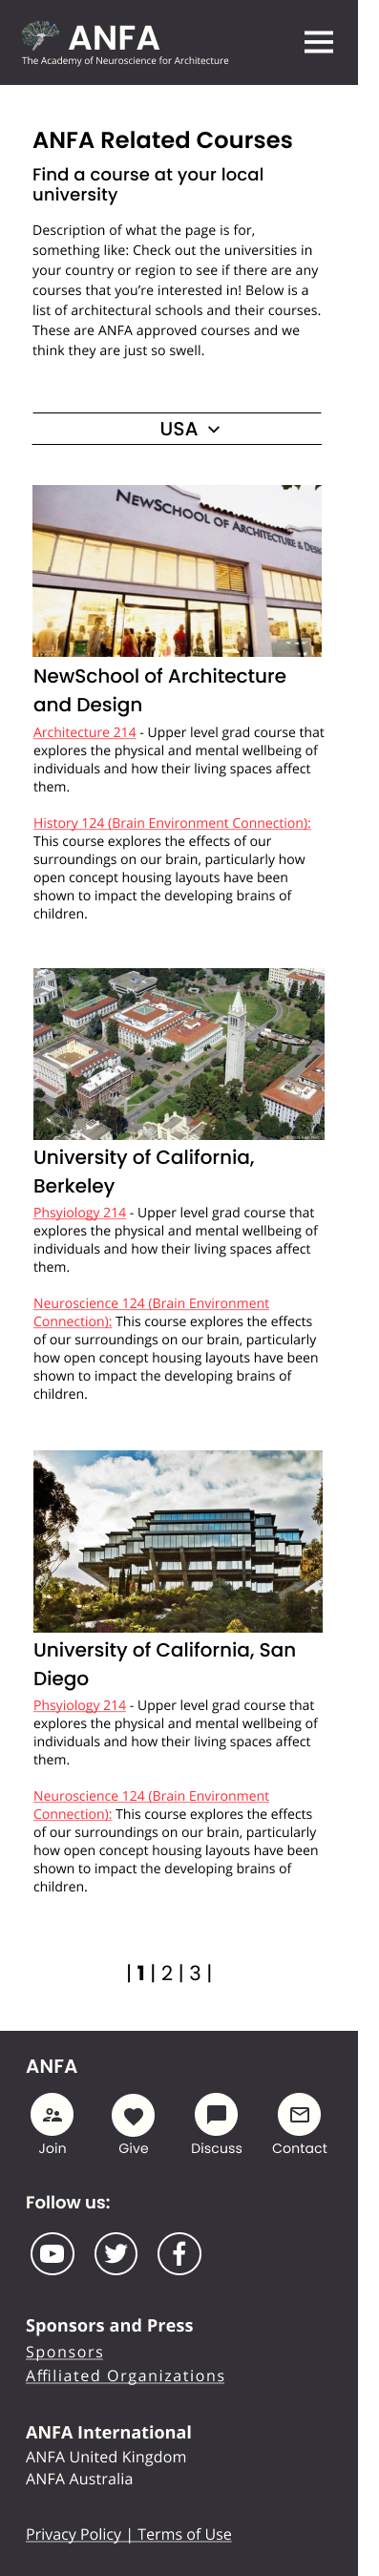 ANFA
The Academy of Neuroscience for Architecture
ANFA Related Courses
Find a course at your local
university
Description of what the page is for,
something like: Check out the universities in
your country or region to see if there are any
courses that you’re interested in! Below is a
list of architectural schools and their courses.
These are ANFA approved courses and we
think they are just so swell.
USA
NEWSCHOOL OF ARCHITECTURE & DESIGN
NewSchool of Architecture
and Design
Architecture 214 - Upper level grad course that
explores the physical and mental wellbeing of
individuals and how their living spaces affect
them.
History 124 (Brain Environment Connection):
This course explores the effects of our
surroundings on our brain, particularly how
open concept housing layouts have been
shown to impact the developing brains of
children.
University of California,
Berkeley
Phsyiology 214 - Upper level grad course that
explores the physical and mental wellbeing of
individuals and how their living spaces affect
them.
Neuroscience 124 (Brain Environment
Connection): This course explores the effects
of our surroundings on our brain, particularly
how open concept housing layouts have been
shown to impact the developing brains of
children.
University of California, San
Diego
Phsyiology 214 - Upper level grad course that
explores the physical and mental wellbeing of
individuals and how their living spaces affect
them.
Neuroscience 124 (Brain Environment
Connection): This course explores the effects
of our surroundings on our brain, particularly
how open concept housing layouts have been
shown to impact the developing brains of
children.
| 1 | 2 | 3 |
ANFA
Join Give Discuss Contact
Follow us:
Sponsors and Press
Sponsors
Affiliated Organizations
ANFA International
ANFA United Kingdom
ANFA Australia
Privacy Policy | Terms of Use